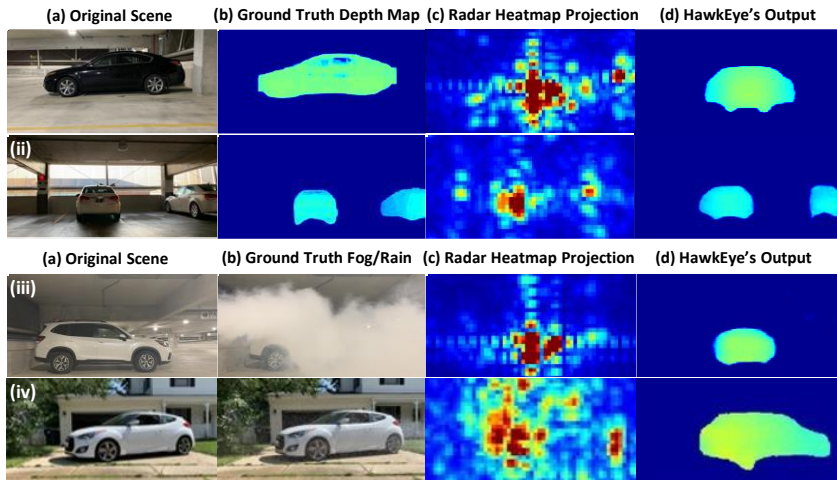 (a) Original Scene (b) Ground Truth Depth Map (c) Radar Heatmap Projection (d) HawkEye's Output
(ii)
(a) Original Scene (b) Ground Truth Fog/Rain (c) Radar Heatmap Projection (d) HawkEye's Output
(iii)
(iv)